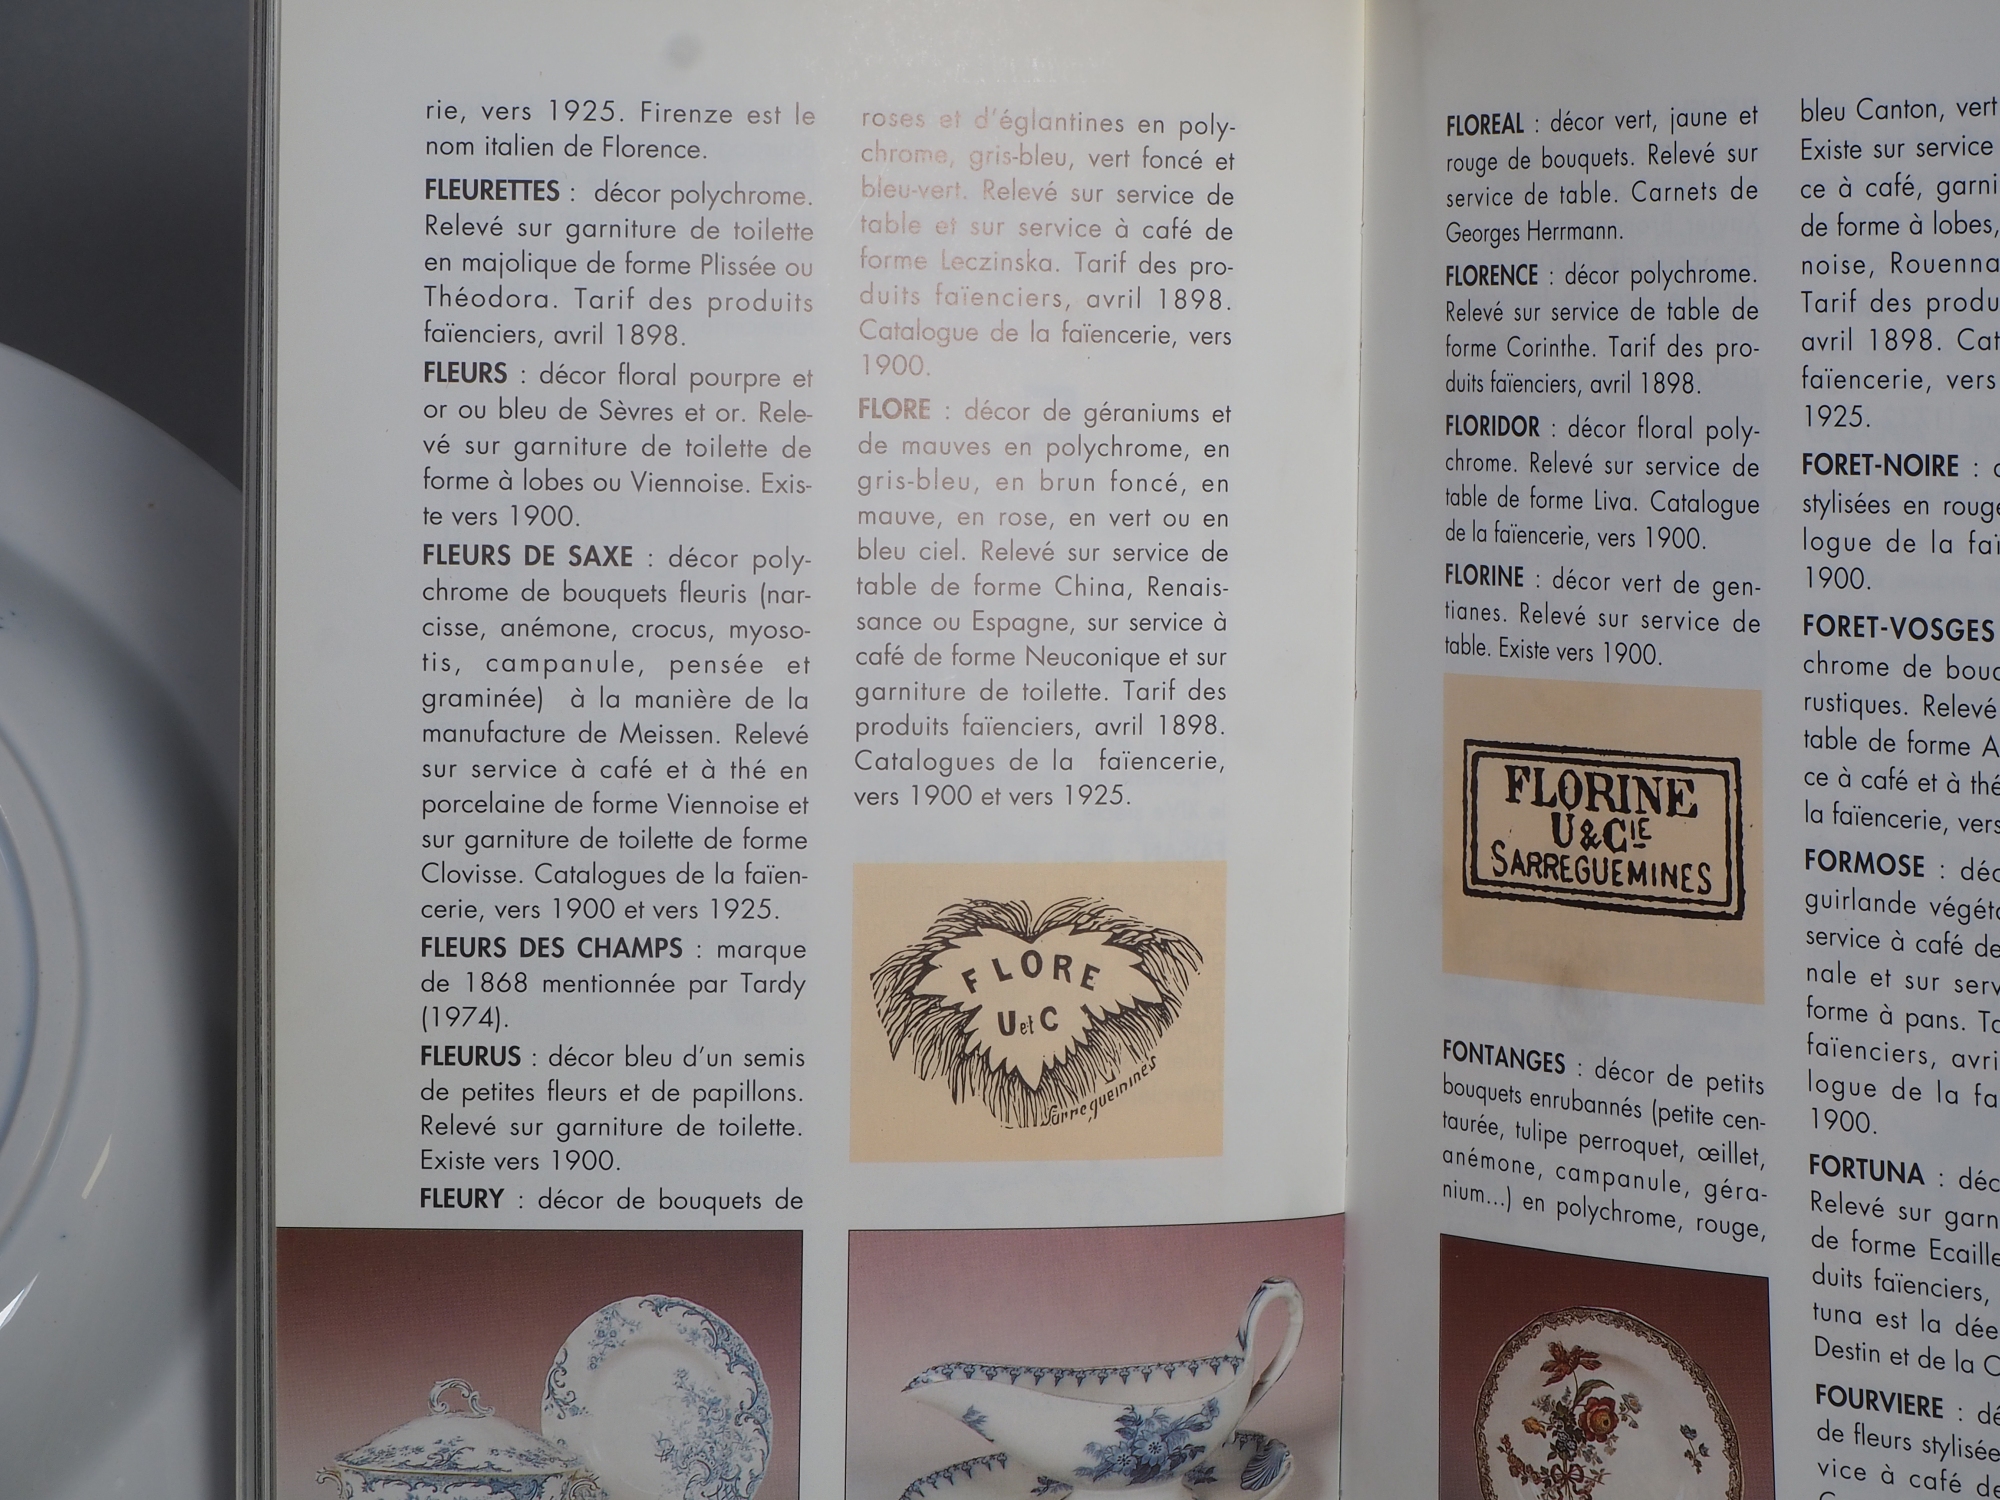 rie, vers 1925. Firenze est le
nom italien de Florence.
FLEURETTES : décor polychrome.
Relevé sur garniture de toilette
en majolique de forme Plissée ou
Théodora. Tarif des produits
faïenciers, avril 1898.
FLEURS : décor floral pourpre et
or ou bleu de Sèvres et or. Rele-
vé sur garniture de toilette de
forme à lobes ou Viennoise. Exis-
te vers 1900.
FLEURS DE SAXE : décor poly-
chrome de bouquets fleuris (nar-
cisse, anémone, crocus, myoso-
tis, campanule, pensée et
graminée) à la manière de la
manufacture de Meissen. Relevé
sur service à café et à thé en
porcelaine de forme Viennoise et
sur garniture de toilette de forme
Clovisse. Catalogues de la faïen-
cerie, vers 1900 et vers 1925.
FLEURS DES CHAMPS : marque
de 1868 mentionnée par Tardy
(1974).
FLEURUS : décor bleu d'un semis
de petites fleurs et de papillons.
Relevé sur garniture de toilette.
Existe vers 1900.
FLEURY : décor de bouquets de
roses et d'églantines en poly-
chrome, gris-bleu, vert foncé et
bleu-vert. Relevé sur service de
table et sur service à café de
forme Leczinska. Tarif des pro-
duits faïenciers, avril 1898.
Catalogue de la faïencerie, vers
1900.
FLORE : décor de géraniums et
de mauves en polychrome, en
gris-bleu, en brun foncé, en
mauve, en rose, en vert ou en
bleu ciel. Relevé sur service de
table de forme China, Renais-
sance ou Espagne, sur service à
café de forme Neuconique et sur
garniture de toilette. Tarif des
produits faïenciers, avril 1898.
Catalogues de la faïencerie,
vers 1900 et vers 1925.
FLORE
U et C
Sarreguemines
FLOREAL : décor vert, jaune et
rouge de bouquets. Relevé sur
service de table. Carnets de
Georges Herrmann.
FLORENCE : décor polychrome.
Relevé sur service de table de
forme Corinthe. Tarif des pro-
duits faïenciers, avril 1898.
FLORIDOR : décor floral poly-
chrome. Relevé sur service de
table de forme Liva. Catalogue
de la faïencerie, vers 1900.
FLORINE : décor vert de gen-
tianes. Relevé sur service de
table. Existe vers 1900.
FLORINE
U & CIE
SARREGUEMINES
FONTANGES : décor de petits
bouquets enrubannés (petite cen-
taurée, tulipe perroquet, œillet,
anémone, campanule, géra-
nium...) en polychrome, rouge,
bleu Canton, vert
Existe sur service
ce à café, garni
de forme à lobes,
noise, Rouenna
Tarif des produ
avril 1898. Cat
faïencerie, vers
1925.
FORET-NOIRE :
stylisées en rouge
logue de la faï
1900.
FORET-VOSGES
chrome de bouq
rustiques. Relevé
table de forme A
ce à café et à thé
la faïencerie, vers
FORMOSE : déc
guirlande végéta
service à café de
nale et sur serv
forme à pans. Ta
faïenciers, avri
logue de la fa
1900.
FORTUNA : déc
Relevé sur garn
de forme Ecaille
duits faïenciers,
tuna est la dée
Destin et de la C
FOURVIERE : dé
de fleurs stylisée
vice à café de